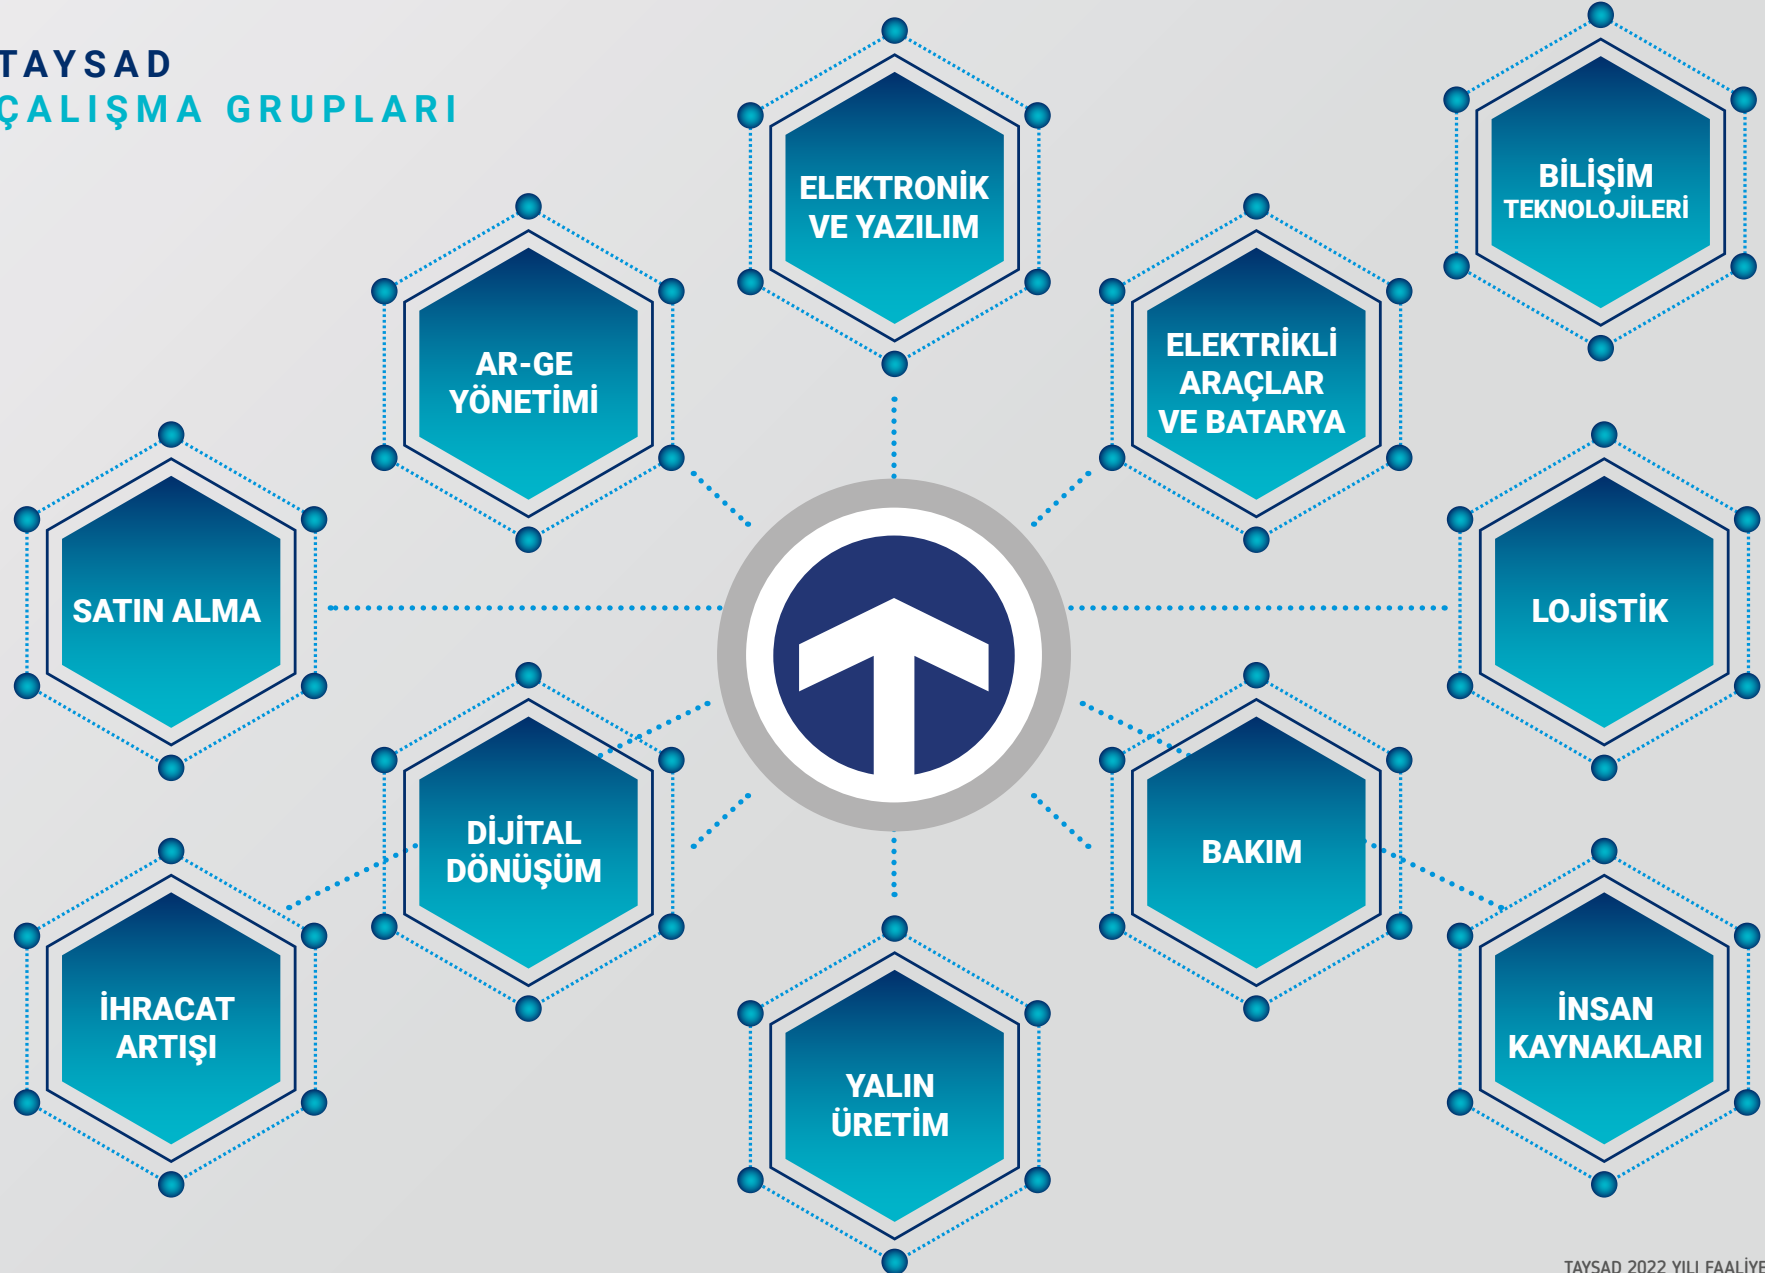 TAYSAD
ÇALIŞMA GRUPLARI
ELEKTRONİK
VE YAZILIM
BİLİŞİM
TEKNOLOJİLERİ
AR-GE
YÖNETİMİ
ELEKTRİKLİ
ARAÇLAR
VE BATARYA
SATIN ALMA
LOJİSTİK
DİJİTAL
DÖNÜŞÜM
BAKIM
İHRACAT
ARTIŞI
İNSAN
KAYNAKLARI
YALIN
ÜRETİM
TAYSAD 2022 YILI FAALİYE